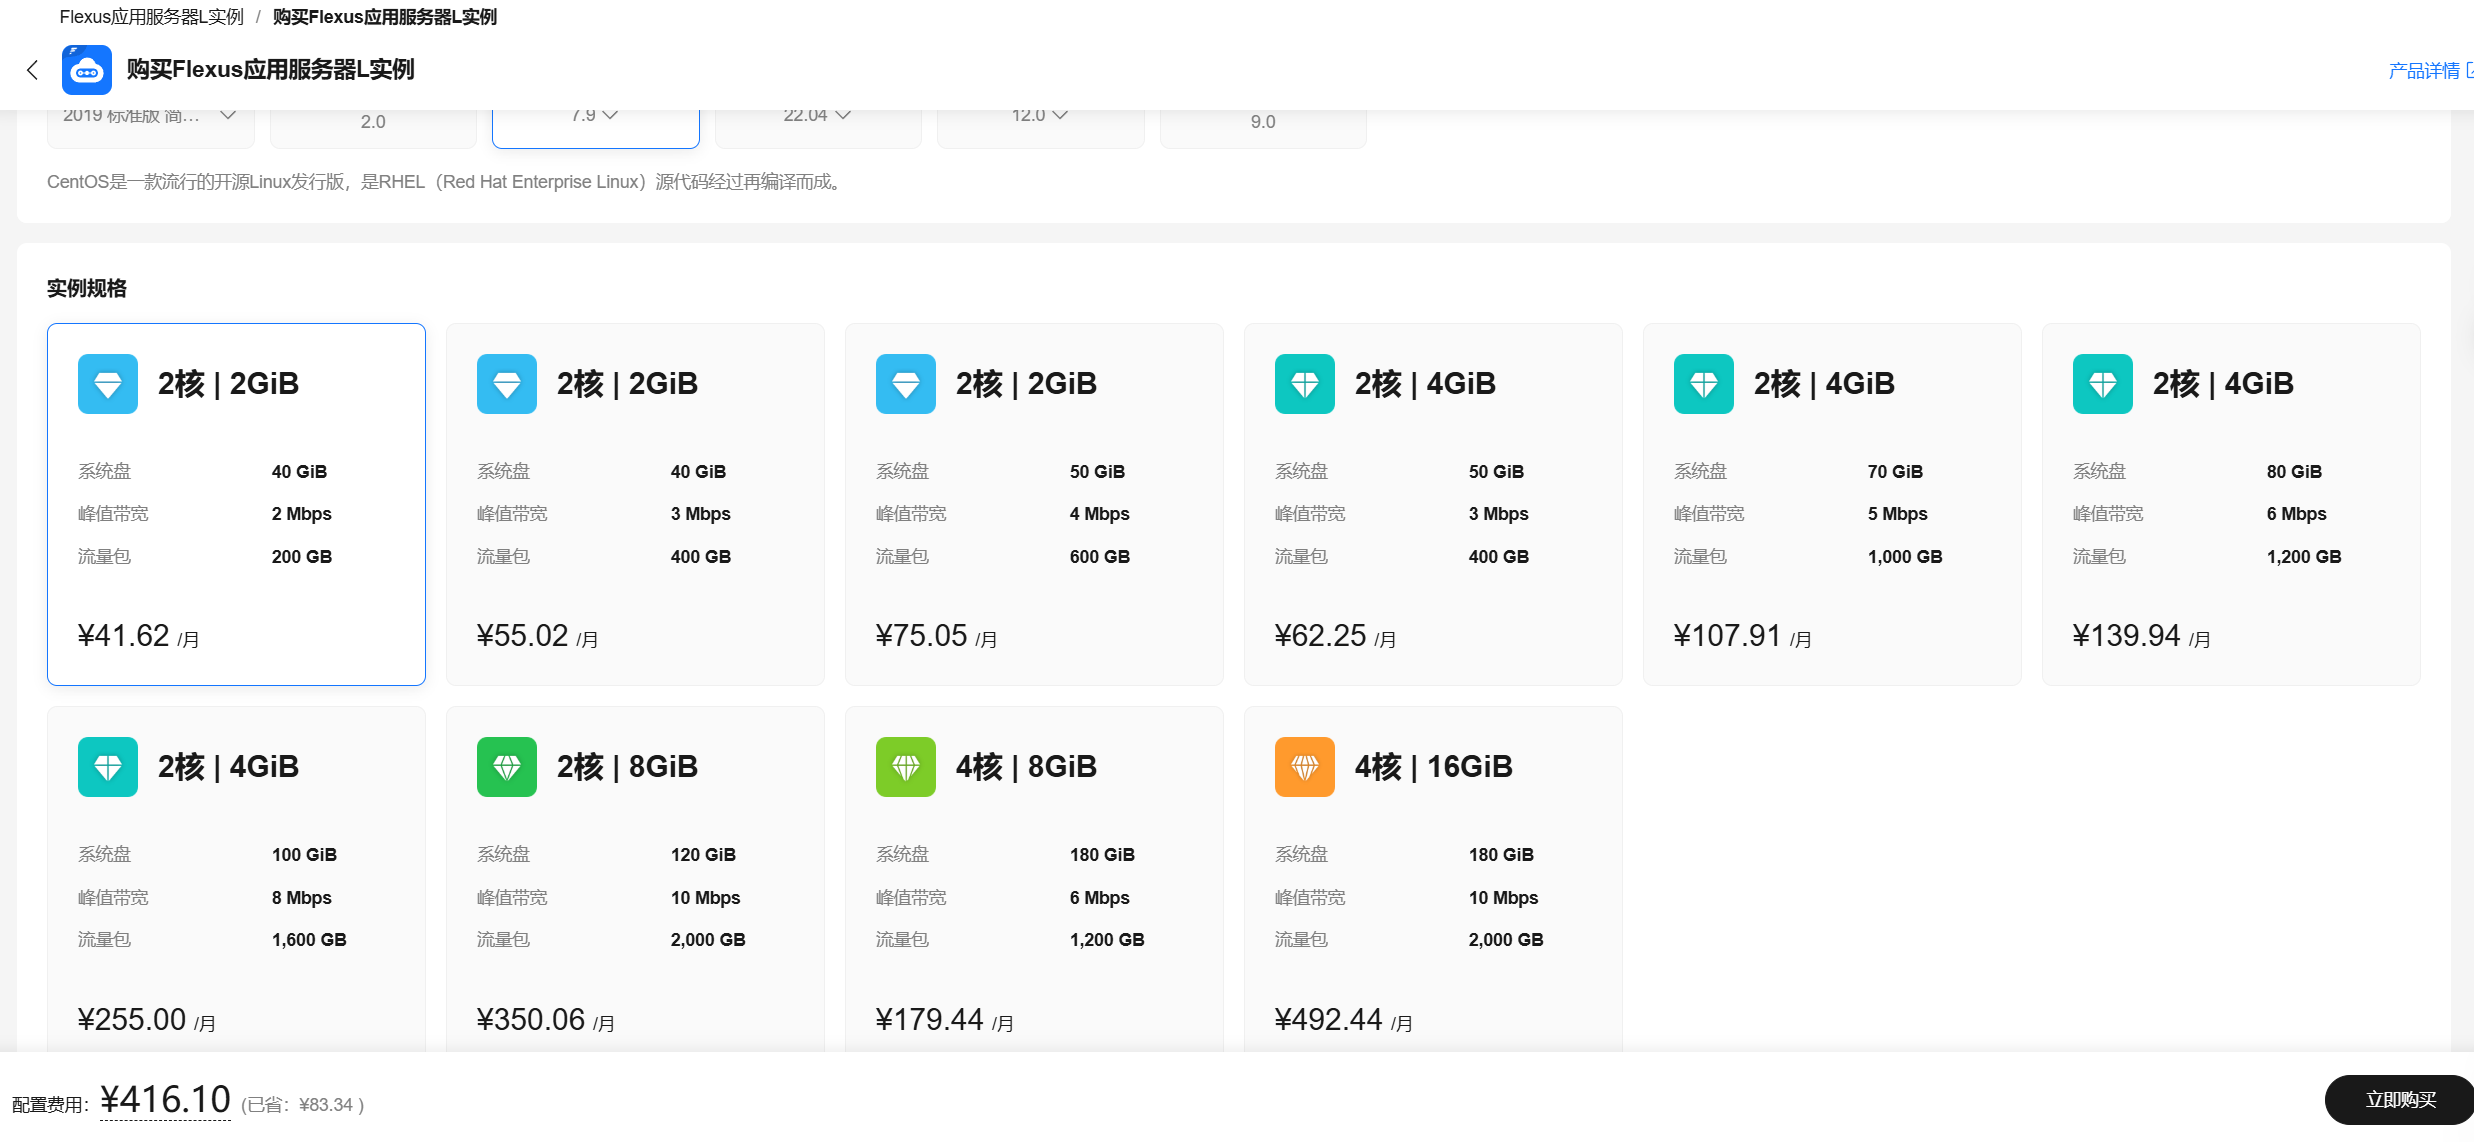 Flexus应用服务器L实例 / 购买Flexus应用服务器L实例
购买Flexus应用服务器L实例
产品详情
2019 标准版 简...
2.0
7.9
22.04
12.0
9.0
CentOS是一款流行的开源Linux发行版，是RHEL（Red Hat Enterprise Linux）源代码经过再编译而成。
实例规格
2核 | 2GiB
系统盘 40 GiB
峰值带宽 2 Mbps
流量包 200 GB
¥41.62 /月
2核 | 2GiB
系统盘 40 GiB
峰值带宽 3 Mbps
流量包 400 GB
¥55.02 /月
2核 | 2GiB
系统盘 50 GiB
峰值带宽 4 Mbps
流量包 600 GB
¥75.05 /月
2核 | 4GiB
系统盘 50 GiB
峰值带宽 3 Mbps
流量包 400 GB
¥62.25 /月
2核 | 4GiB
系统盘 70 GiB
峰值带宽 5 Mbps
流量包 1,000 GB
¥107.91 /月
2核 | 4GiB
系统盘 80 GiB
峰值带宽 6 Mbps
流量包 1,200 GB
¥139.94 /月
2核 | 4GiB
系统盘 100 GiB
峰值带宽 8 Mbps
流量包 1,600 GB
¥255.00 /月
2核 | 8GiB
系统盘 120 GiB
峰值带宽 10 Mbps
流量包 2,000 GB
¥350.06 /月
4核 | 8GiB
系统盘 180 GiB
峰值带宽 6 Mbps
流量包 1,200 GB
¥179.44 /月
4核 | 16GiB
系统盘 180 GiB
峰值带宽 10 Mbps
流量包 2,000 GB
¥492.44 /月
配置费用： ¥416.10 (已省：¥83.34 )
立即购买